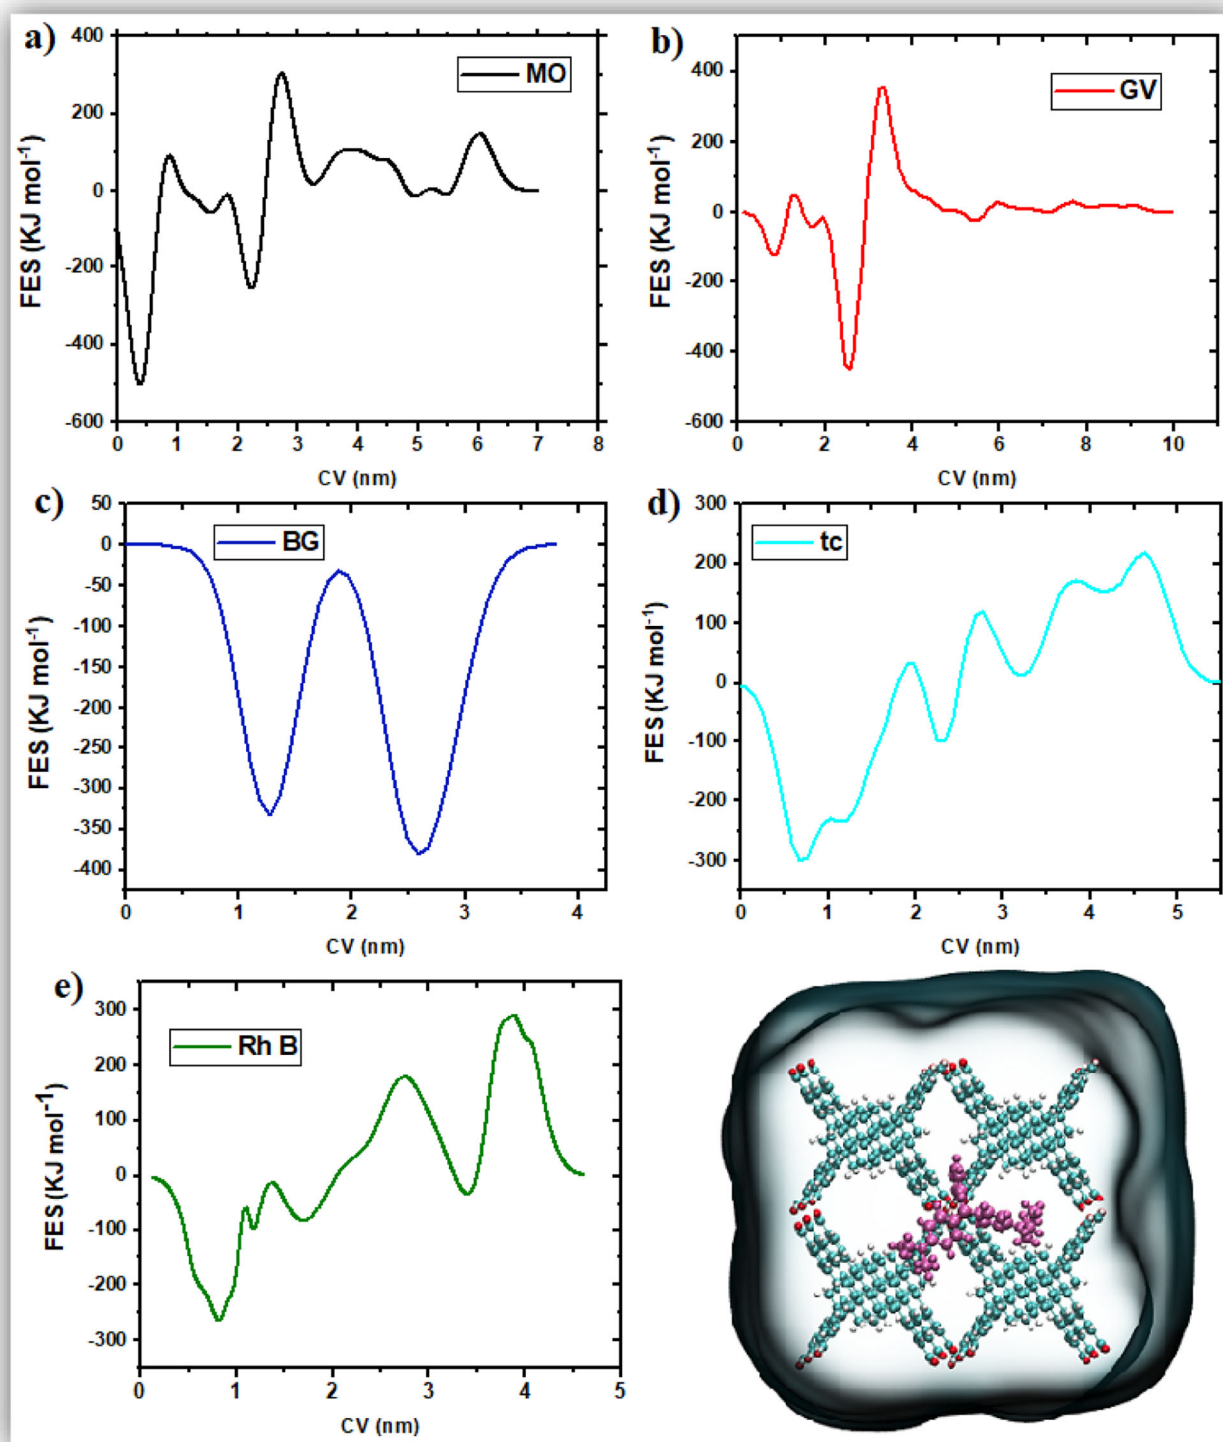 a)
MO
400
200
0
-200
-400
-600
FES (KJ mol⁻¹)
0 1 2 3 4 5 6 7 8
CV (nm)
b)
GV
400
200
0
-200
-400
-600
FES (KJ mol⁻¹)
0 2 4 6 8 10
CV (nm)
c)
BG
50
0
-50
-100
-150
-200
-250
-300
-350
-400
FES (KJ mol⁻¹)
0 1 2 3 4
CV (nm)
d)
tc
300
200
100
0
-100
-200
-300
FES (KJ mol⁻¹)
0 1 2 3 4 5
CV (nm)
e)
Rh B
300
200
100
0
-100
-200
-300
FES(KJ mol⁻¹)
0 1 2 3 4 5
CV (nm)